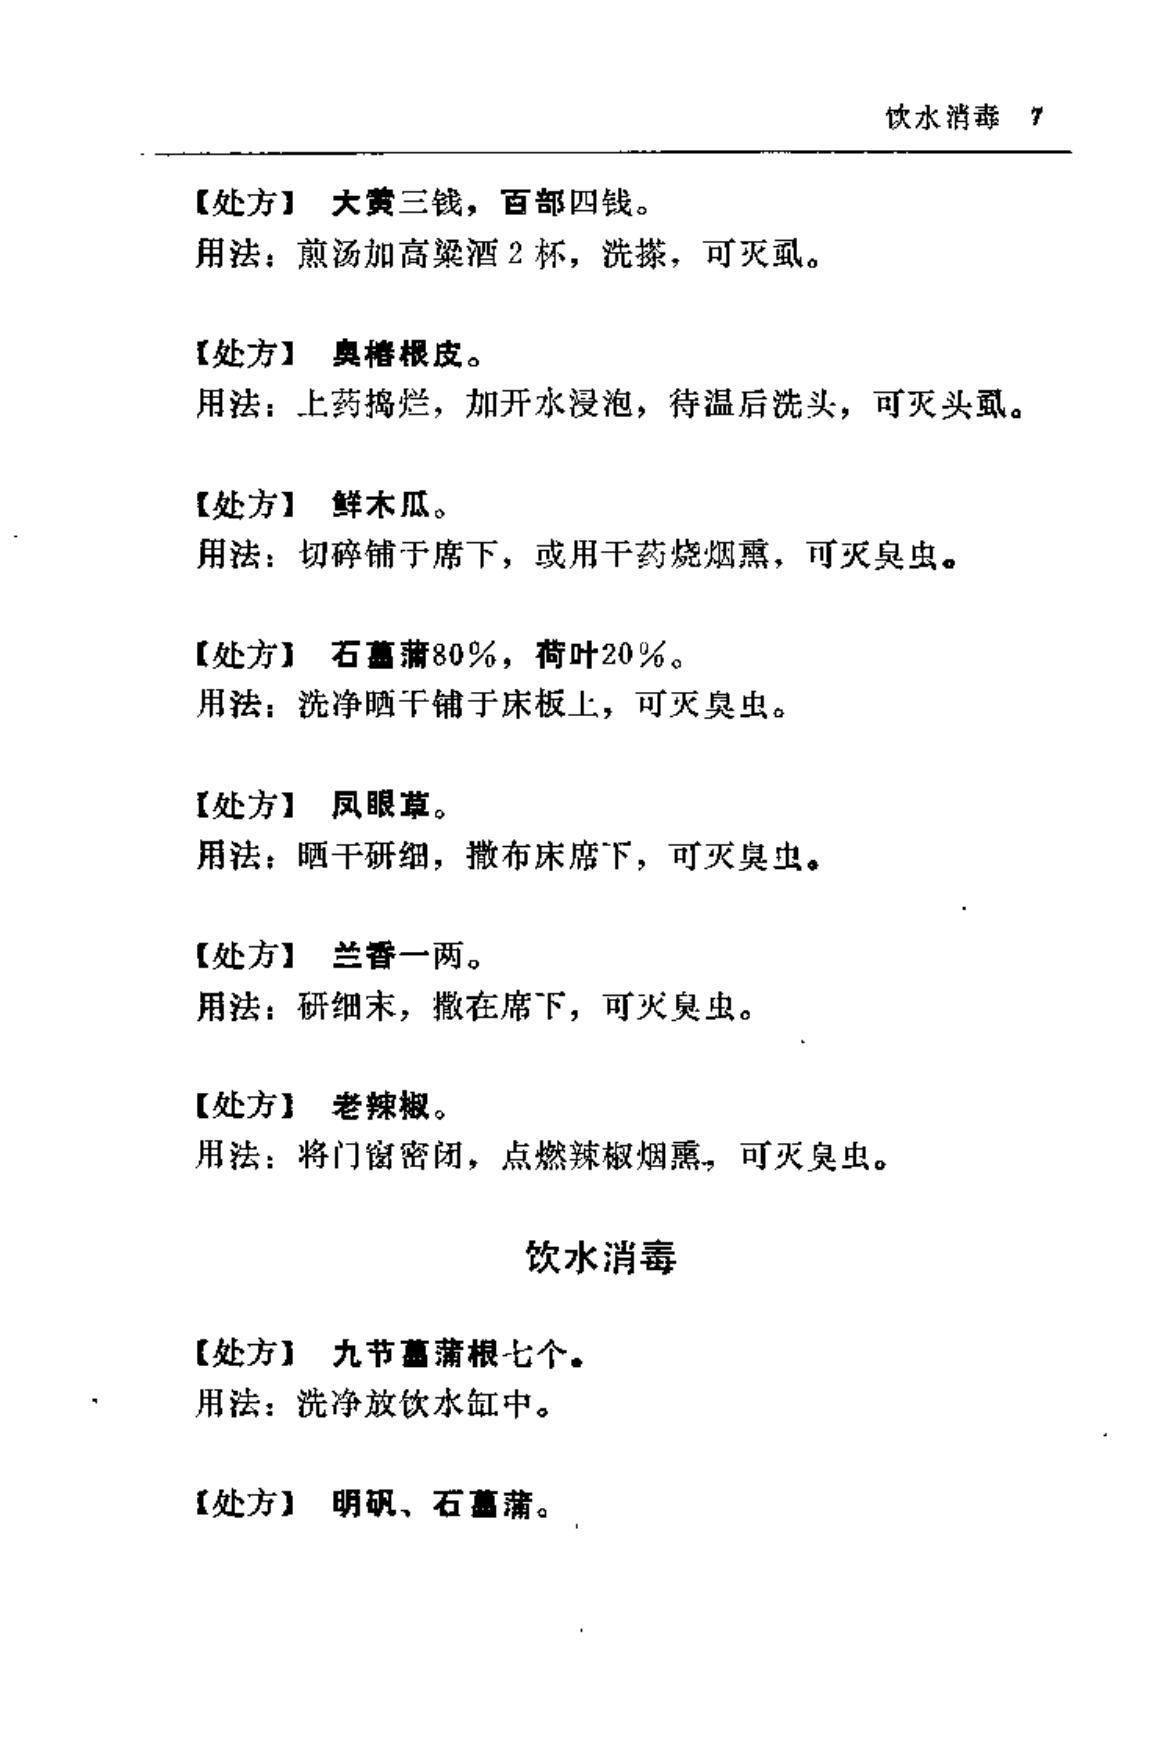 饮水消毒 7
【处方】 大黄三钱，百部四钱。
用法：煎汤加高粱酒2杯，洗搽，可灭虱。
【处方】 臭椿根皮。
用法：上药捣烂，加开水浸泡，待温后洗头，可灭头虱。
【处方】 鲜木瓜。
用法：切碎铺于席下，或用干药烧烟熏，可灭臭虫。
【处方】 石菖蒲80％，荷叶20％。
用法：洗净晒干铺于床板上，可灭臭虫。
【处方】 凤眼草。
用法：晒干研细，撒布床席下，可灭臭虫。
【处方】 兰香一两。
用法：研细末，撒在席下，可灭臭虫。
【处方】 老辣椒。
用法：将门窗密闭，点燃辣椒烟熏，可灭臭虫。
饮水消毒
【处方】 九节菖蒲根七个。
用法：洗净放饮水缸中。
【处方】 明矾、石菖蒲。